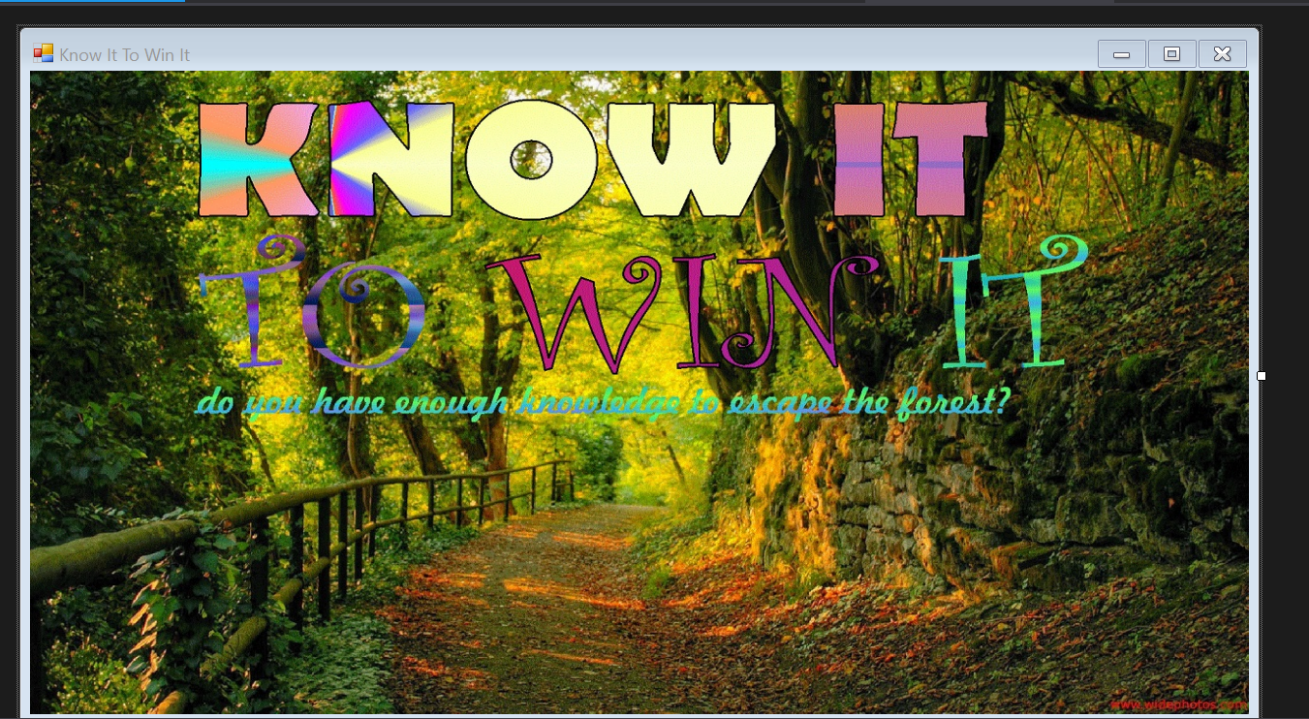 Know It To Win It
KNOW IT
TO WIN IT
do you have enough knowledge to escape the forest?